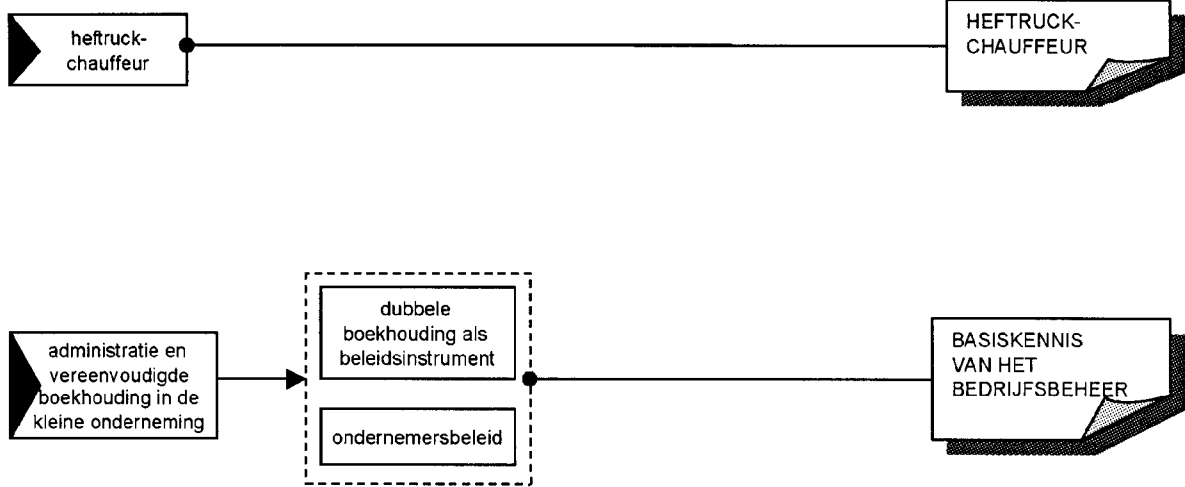 heftruck-
chauffeur
HEFTRUCK-
CHAUFFEUR
administratie en
vereenvoudigde
boekhouding in de
kleine onderneming
dubbele
boekhouding als
beleidsinstrument
ondernemersbeleid
BASISKENNIS
VAN HET
BEDRIJFSBEHEER